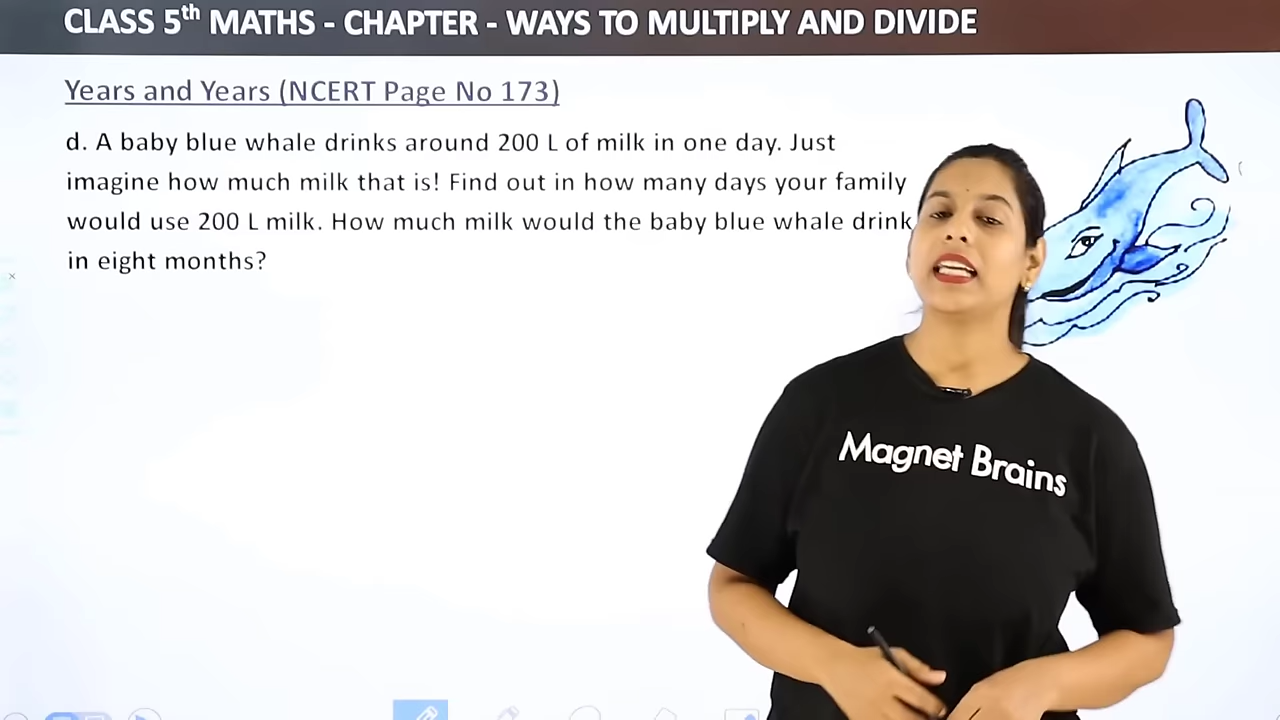 CLASS 5th MATHS - CHAPTER - WAYS TO MULTIPLY AND DIVIDE
Years and Years (NCERT Page No 173)
d. A baby blue whale drinks around 200 L of milk in one day. Just
imagine how much milk that is! Find out in how many days your family
would use 200 L milk. How much milk would the baby blue whale drink
in eight months?
Magnet Brains